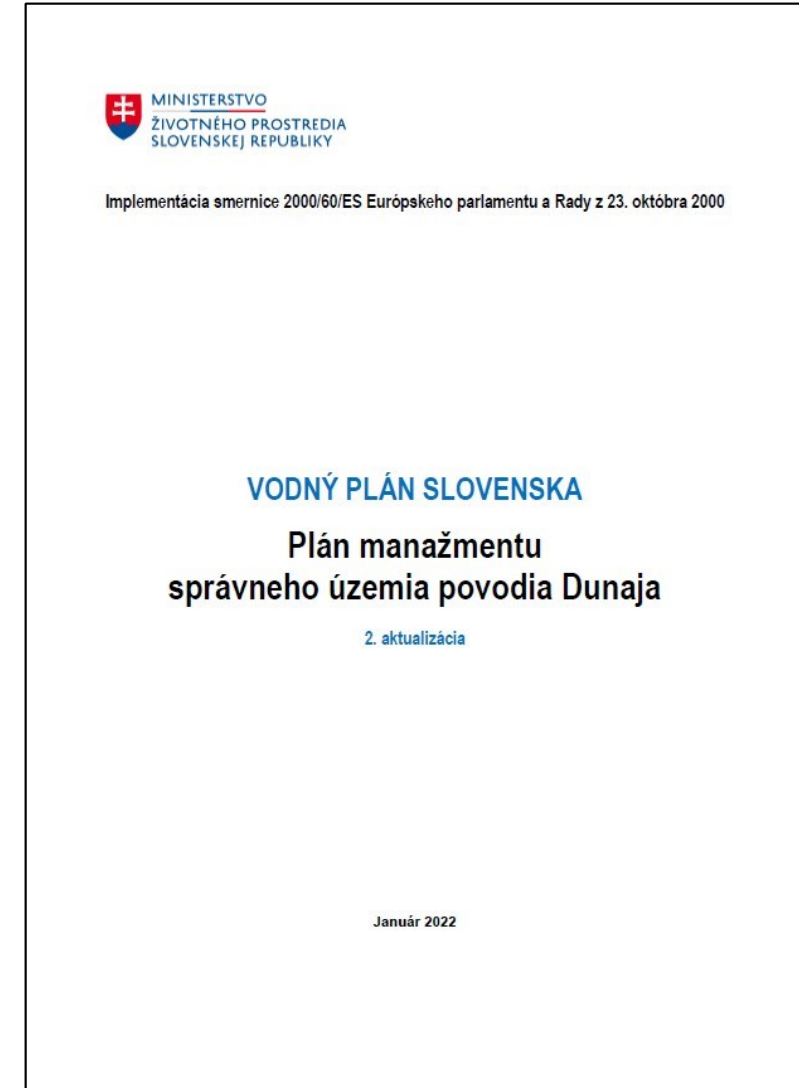 MINISTERSTVO
ŽIVOTNÉHO PROSTREDIA
SLOVENSKEJ REPUBLIKY
Implementácia smernice 2000/60/ES Európskeho parlamentu a Rady z 23. októbra 2000
VODNÝ PLÁN SLOVENSKA
Plán manažmentu
správneho územia povodia Dunaja
2. aktualizácia
Január 2022